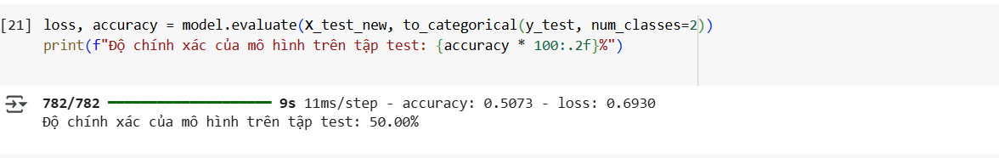 [21] loss, accuracy = model.evaluate(X_test_new, to_categorical(y_test, num_classes=2))
print(f"Độ chính xác của mô hình trên tập test: {accuracy * 100:.2f}%")
782/782 ━━━━━━━━━━━━━━━━━━━━ 9s 11ms/step - accuracy: 0.5073 - loss: 0.6930
Độ chính xác của mô hình trên tập test: 50.00%